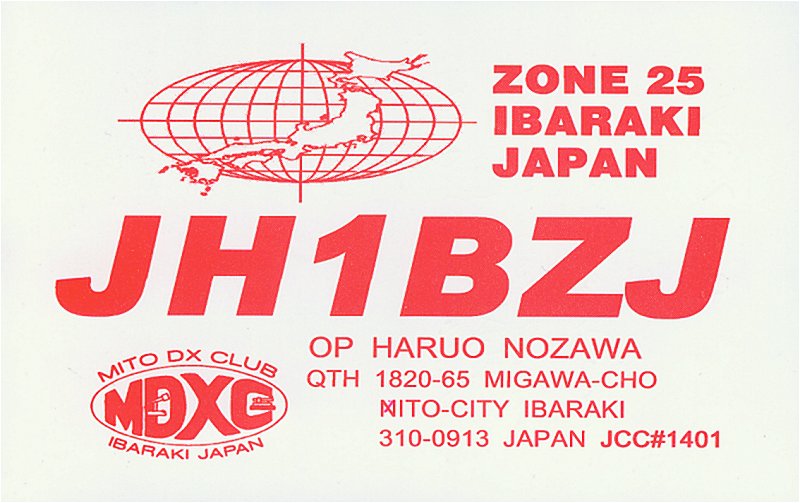 ZONE 25
IBARAKI
JAPAN
JH1BZJ
OP HARUO NOZAWA
QTH 1820-65 MIGAWA-CHO
MITO-CITY IBARAKI
310-0913 JAPAN JCC#1401
MITO DX CLUB
MDXC
IBARAKI JAPAN